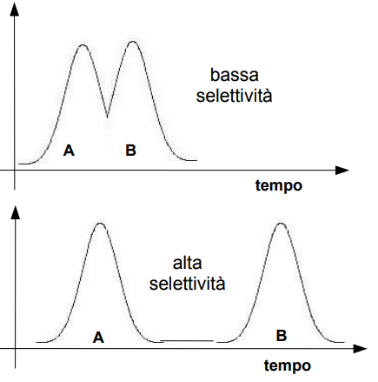 bassa
selettività
A B
tempo
alta
selettività
A B
tempo